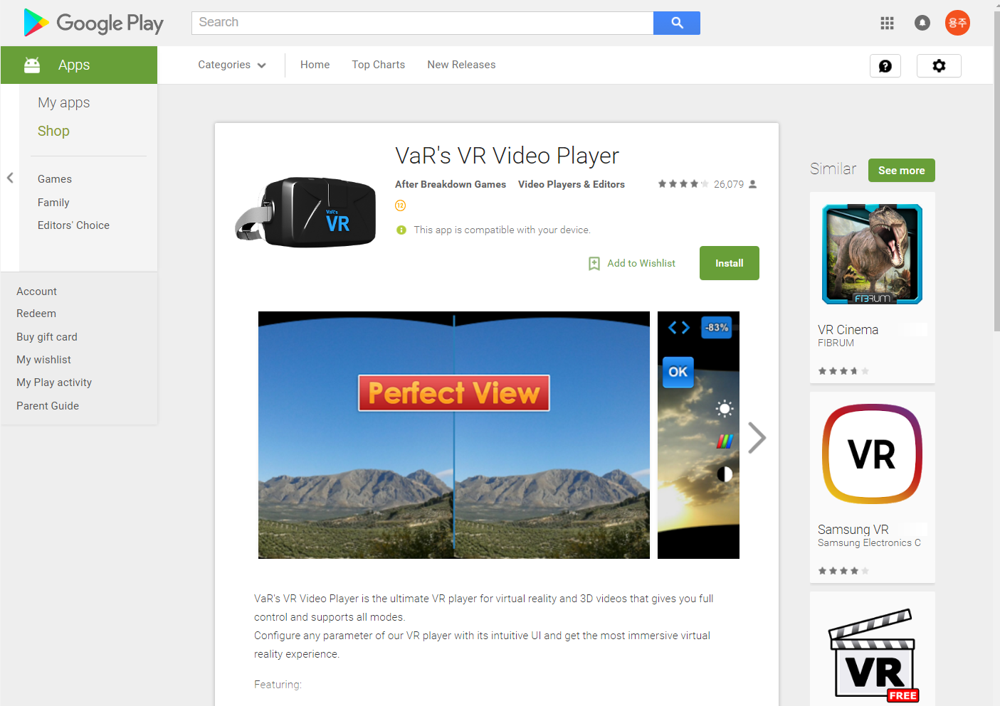 Google Play
Search
용주
Apps
Categories
Home
Top Charts
New Releases
My apps
Shop
Games
Family
Editors' Choice
Account
Redeem
Buy gift card
My wishlist
My Play activity
Parent Guide
VaR's
VR
VaR's VR Video Player
After Breakdown Games
Video Players & Editors
26,079
12
This app is compatible with your device.
Add to Wishlist
Install
Perfect View
-83%
OK
VaR's VR Video Player is the ultimate VR player for virtual reality and 3D videos that gives you full
control and supports all modes.
Configure any parameter of our VR player with its intuitive UI and get the most immersive virtual
reality experience.
Featuring:
Similar
See more
FIBRUM
VR Cinema
FIBRUM
VR
Samsung VR
Samsung Electronics C
VR
FREE